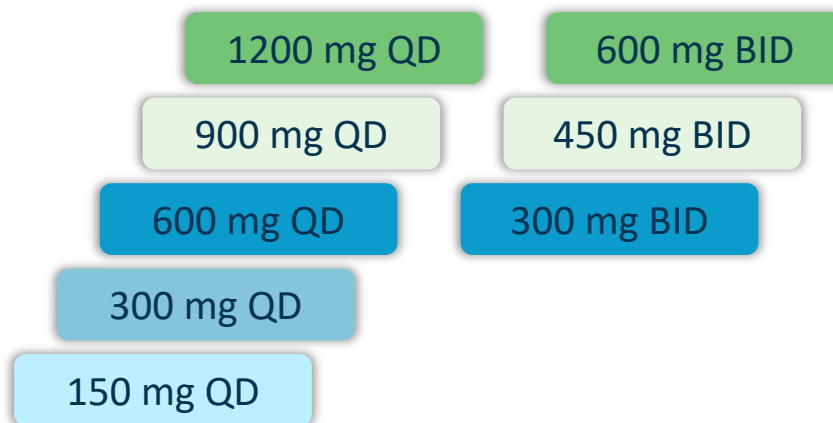 1200 mg QD 600 mg BID
900 mg QD 450 mg BID
600 mg QD 300 mg BID
300 mg QD
150 mg QD